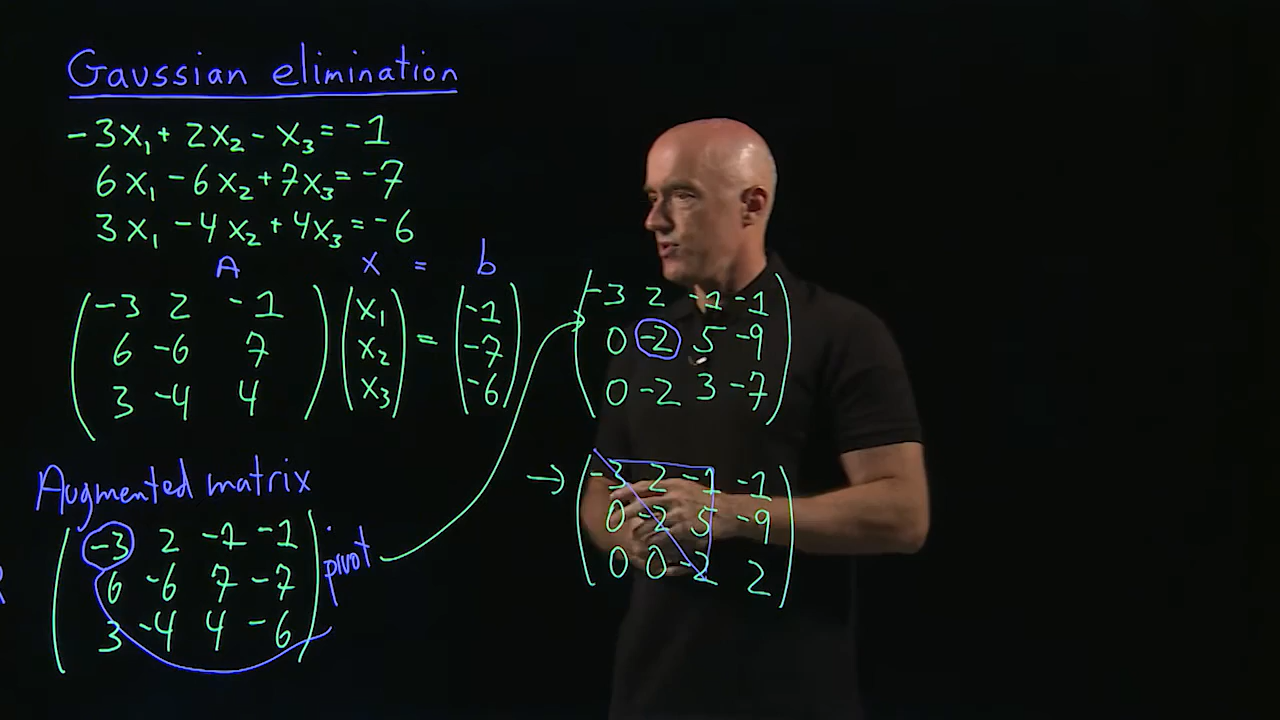 Gaussian elimination
-3x₁ + 2x₂ - x₃ = -1
6x₁ - 6x₂ + 7x₃ = -7
3x₁ - 4x₂ + 4x₃ = -6
A x = b
-3 2 -1 x₁ = -1
6 -6 7 x₂ -7
3 -4 4 x₃ -6
Augmented matrix
-3 2 -1 -1
6 -6 7 -7
3 -4 4 -6
pivot
-3 2 -1 -1
0 -2 5 -9
0 -2 3 -7
→ -3 2 -1 -1
0 -2 5 -9
0 0 -2 2